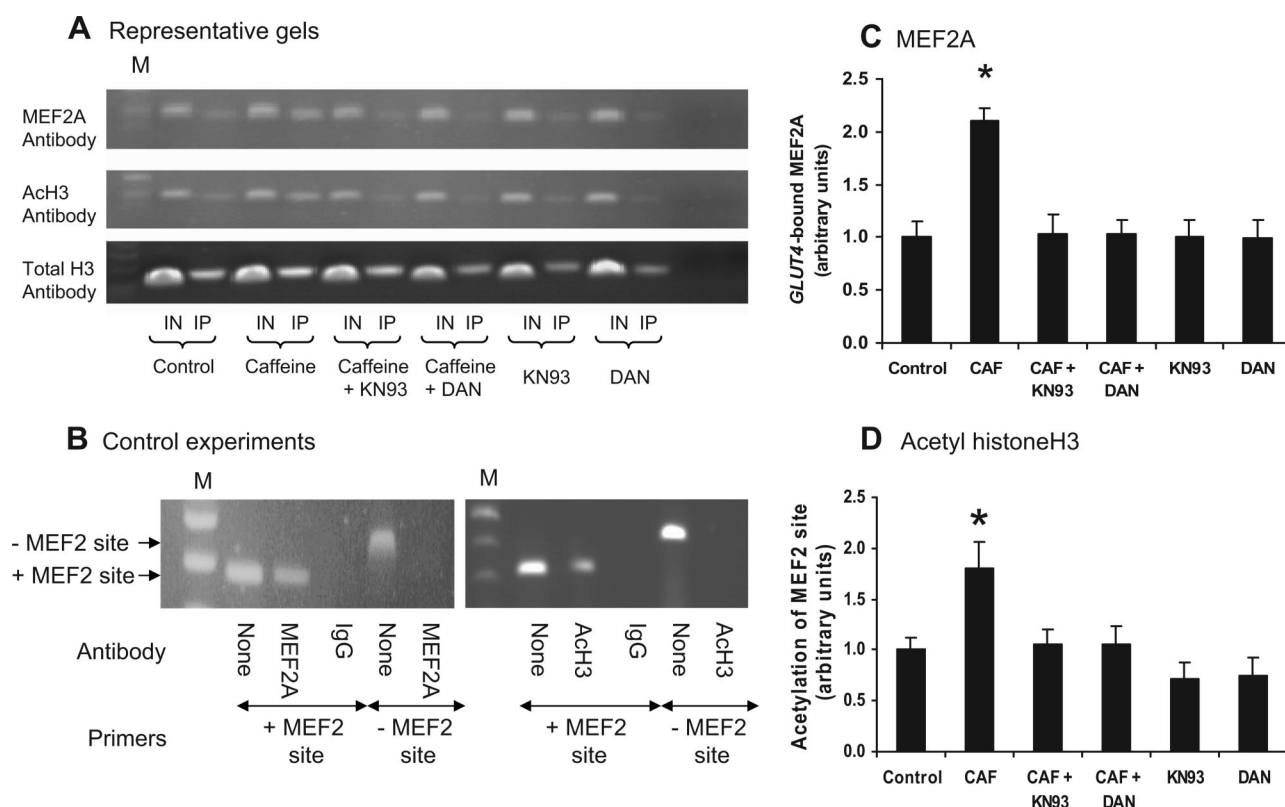 A Representative gels
M
MEF2A
Antibody
AcH3
Antibody
Total H3
Antibody
IN IP IN IP IN IP IN IP IN IP IN IP
Control
Caffeine
Caffeine
+ KN93
Caffeine
+ DAN
KN93
DAN
B Control experiments
M
M
- MEF2 site
+ MEF2 site
Antibody
None
MEF2A
IgG
None
MEF2A
None
AcH3
IgG
None
AcH3
Primers
+ MEF2
site
- MEF2
site
+ MEF2
site
- MEF2
site
C MEF2A
GLUT4-bound MEF2A
(arbitrary units)
2.5
2.0
1.5
1.0
0.5
0.0
*
Control
CAF
CAF +
KN93
CAF +
DAN
KN93
DAN
D Acetyl histoneH3
Acetylation of MEF2 site
(arbitrary units)
2.5
2.0
1.5
1.0
0.5
0.0
*
Control
CAF
CAF +
KN93
CAF +
DAN
KN93
DAN